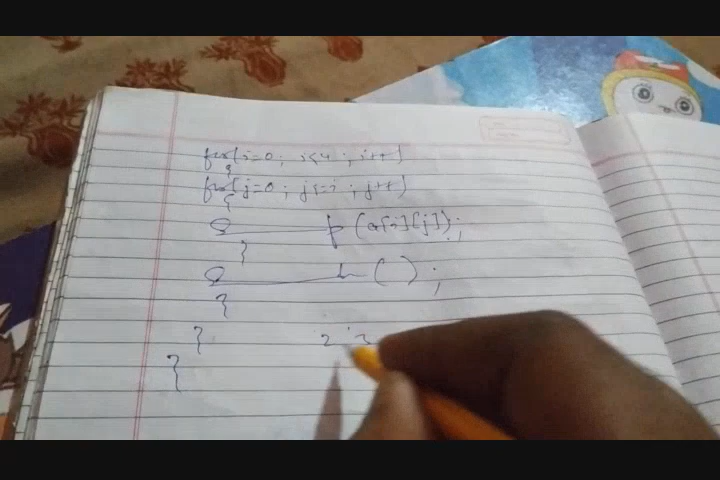 for(i=0; i<4; i++)
{
for(j=0; j<=i; j++)
{
p(a[i][j]);
}
( );
}
}
}